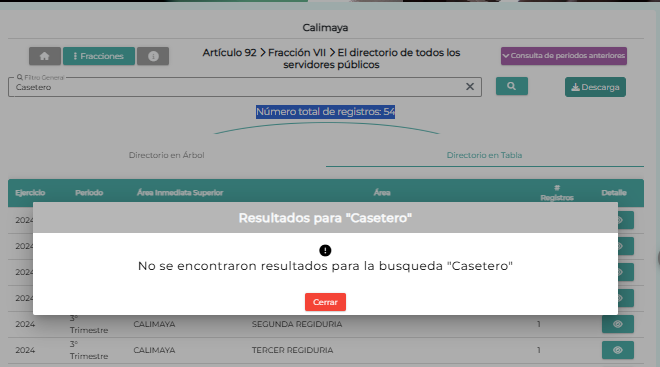 Calimaya
Fracciones
Artículo 92 > Fracción VII > El directorio de todos los
servidores públicos
Consulta de periodos anteriores
Filtro General
Casetero
Descarga
Número total de registros: 54
Directorio en Árbol
Directorio en Tabla
Ejercicio Periodo Área Inmediata Superior Área # Registros Detalle
2024
Resultados para "Casetero"
2024
No se encontraron resultados para la busqueda "Casetero"
2024
2024
Cerrar
2024 3° Trimestre CALIMAYA SEGUNDA REGIDURIA 1
2024 3° Trimestre CALIMAYA TERCER REGIDURIA 1